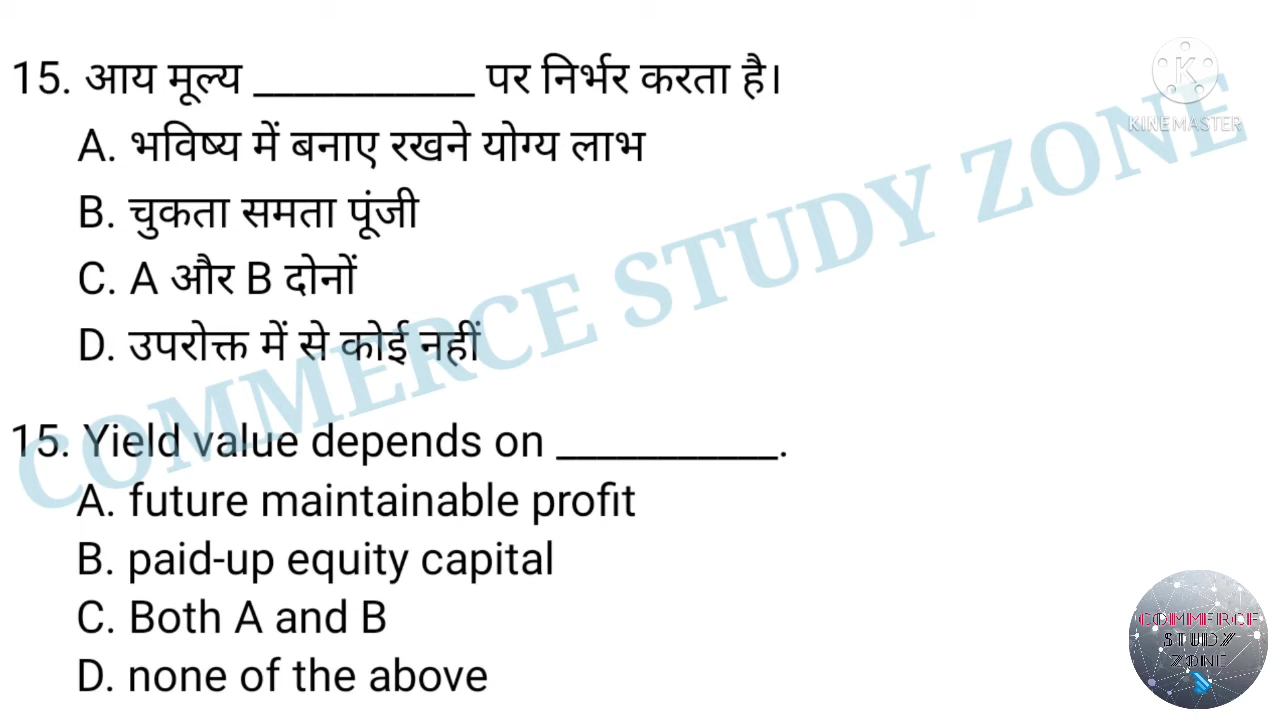 15. आय मूल्य ___________ पर निर्भर करता है।
A. भविष्य में बनाए रखने योग्य लाभ
B. चुकता समता पूंजी
C. A और B दोनों
D. उपरोक्त में से कोई नहीं
15. Yield value depends on ___________.
A. future maintainable profit
B. paid-up equity capital
C. Both A and B
D. none of the above
COMMERCE STUDY ZONE
K
KINEMASTER
COMMERCE
STUDY
ZONE